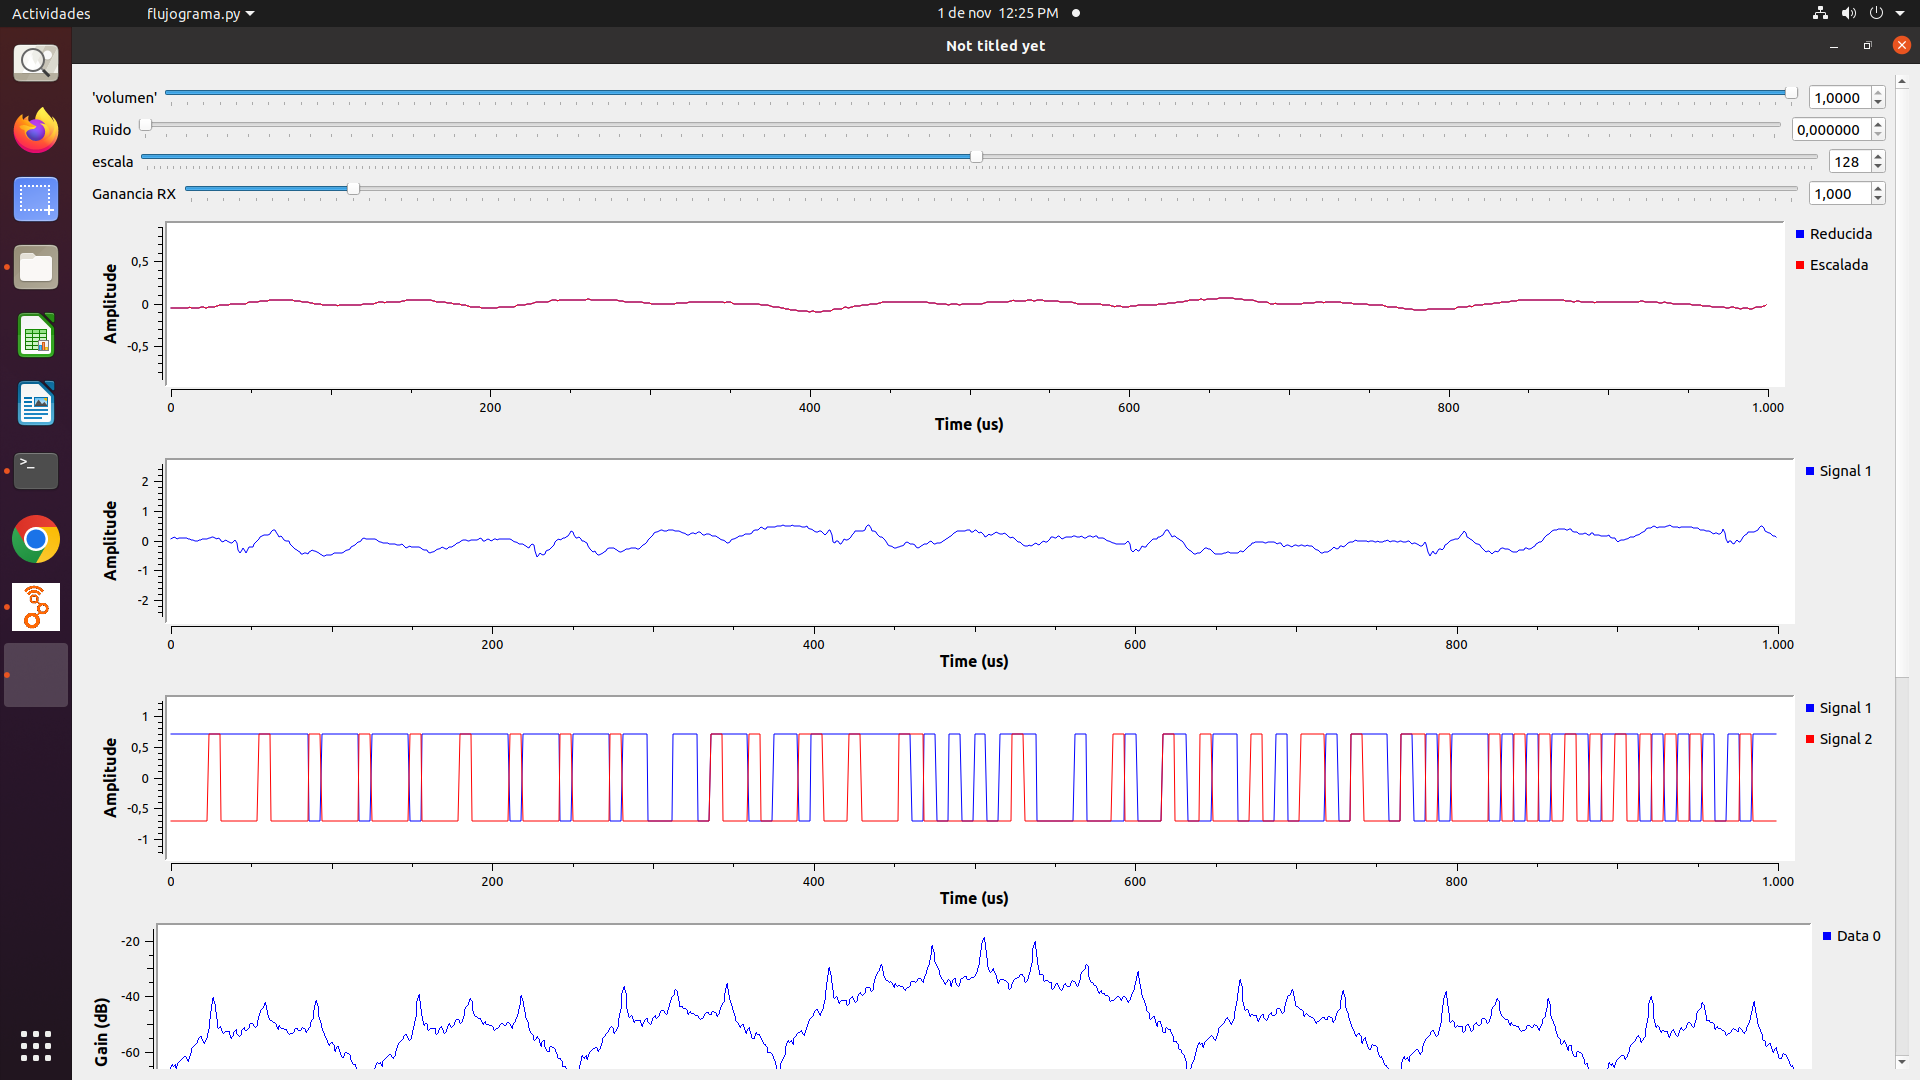 Actividades flujograma.py 1 de nov 12:25 PM
Not titled yet
'volumen' 1,0000
Ruido 0,000000
escala 128
Ganancia RX 1,000
Reducida
Escalada
Amplitude
0,5
0
-0,5
0 200 400 600 800 1.000
Time (us)
Signal 1
Amplitude
2
1
0
-1
-2
0 200 400 600 800 1.000
Time (us)
Signal 1
Signal 2
Amplitude
1
0,5
0
-0,5
-1
0 200 400 600 800 1.000
Time (us)
Data 0
Gain (dB)
-20
-40
-60